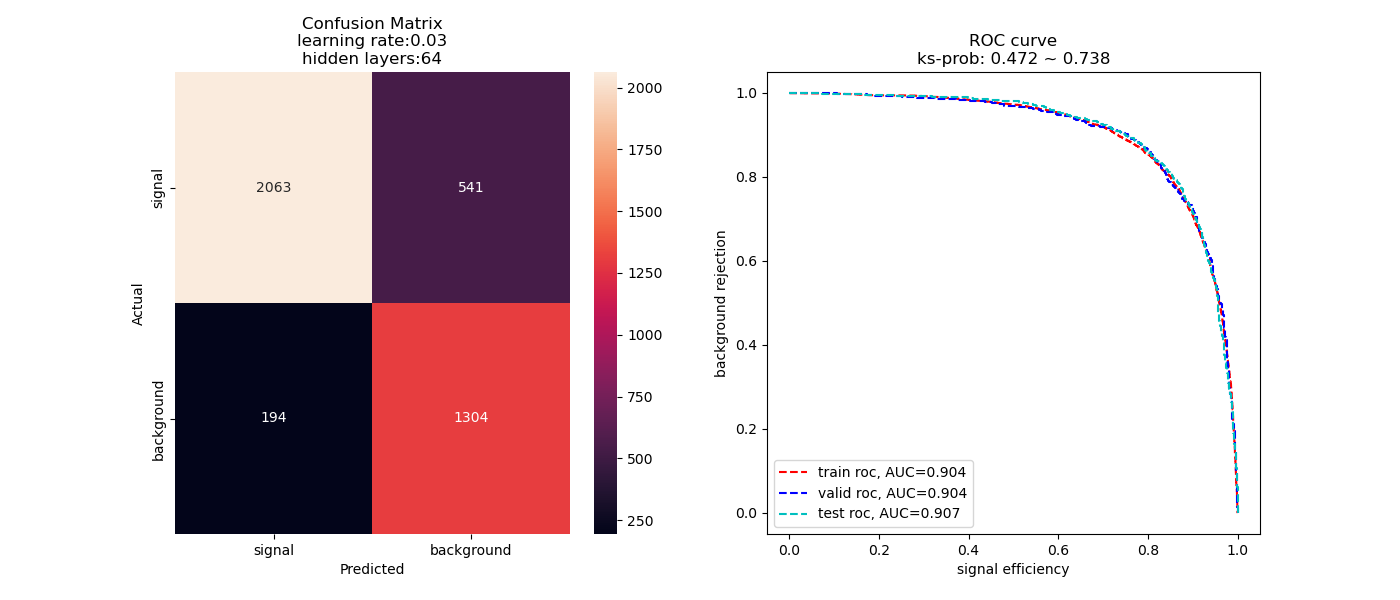 Confusion Matrix
learning rate:0.03
hidden layers:64
signal
background
Actual
2063
541
194
1304
signal
background
Predicted
2000
1750
1500
1250
1000
750
500
250
ROC curve
ks-prob: 0.472 ~ 0.738
background rejection
1.0
0.8
0.6
0.4
0.2
0.0
train roc, AUC=0.904
valid roc, AUC=0.904
test roc, AUC=0.907
0.0
0.2
0.4
0.6
0.8
1.0
signal efficiency